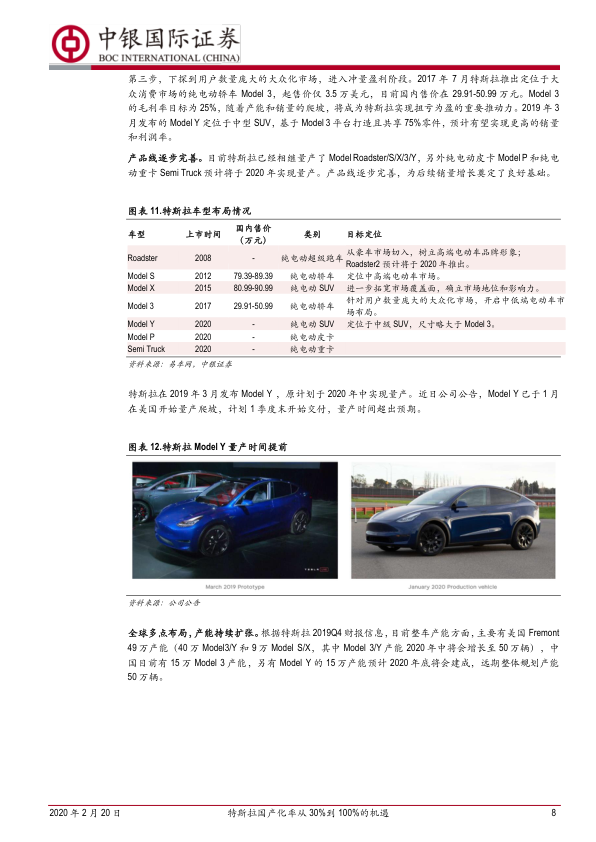 中银国际证券
BOC INTERNATIONAL (CHINA)
第三步，下探到用户数量庞大的大众化市场，进入冲量盈利阶段。2017 年 7 月特斯拉推出定位于大
众消费市场的纯电动轿车 Model 3，起售价仅 3.5 万美元，目前国内售价在 29.91-50.99 万元。Model 3
的毛利率目标为 25%，随着产能和销量的爬坡，将成为特斯拉实现扭亏为盈的重要推动力。2019 年 3
月发布的 Model Y 定位于中型 SUV，基于 Model 3 平台打造且共享 75%零件，预计有望实现更高的销量
和利润率。
产品线逐步完善。目前特斯拉已经相继量产了 Model Roadster/S/X/3/Y，另外纯电动皮卡 Model P 和纯电
动重卡 Semi Truck 预计将于 2020 年实现量产。产品线逐步完善，为后续销量增长奠定了良好基础。
图表 11.特斯拉车型布局情况
车型 上市时间 国内售价（万元） 类别 目标定位
Roadster 2008 - 纯电动超级跑车 从豪车市场切入，树立高端电动车品牌形象；
Roadster2 预计将于 2020 年推出。
Model S 2012 79.39-89.39 纯电动轿车 定位中高端电动车市场。
Model X 2015 80.99-90.99 纯电动 SUV 进一步拓宽市场覆盖面，确立市场地位和影响力。
Model 3 2017 29.91-50.99 纯电动轿车 针对用户数量庞大的大众化市场，开启中低端电动车市
场布局。
Model Y 2020 - 纯电动 SUV 定位于中级 SUV，尺寸略大于 Model 3。
Model P 2020 - 纯电动皮卡
Semi Truck 2020 - 纯电动重卡
资料来源：易车网，中银证券
特斯拉在 2019 年 3 月发布 Model Y ，原计划于 2020 年中实现量产。近日公司公告，Model Y 已于 1 月
在美国开始量产爬坡，计划 1 季度末开始交付，量产时间超出预期。
图表 12.特斯拉 Model Y 量产时间提前
March 2019 Prototype
January 2020 Production vehicle
资料来源：公司公告
全球多点布局，产能持续扩张。根据特斯拉 2019Q4 财报信息，目前整车产能方面，主要有美国 Fremont
49 万产能（40 万 Model3/Y 和 9 万 Model S/X，其中 Model 3/Y 产能 2020 年中将会增长至 50 万辆），中
国目前有 15 万 Model 3 产能，另有 Model Y 的 15 万产能预计 2020 年底将会建成，远期整体规划产能
50 万辆。
2020 年 2 月 20 日 特斯拉国产化率从 30%到 100%的机遇 8